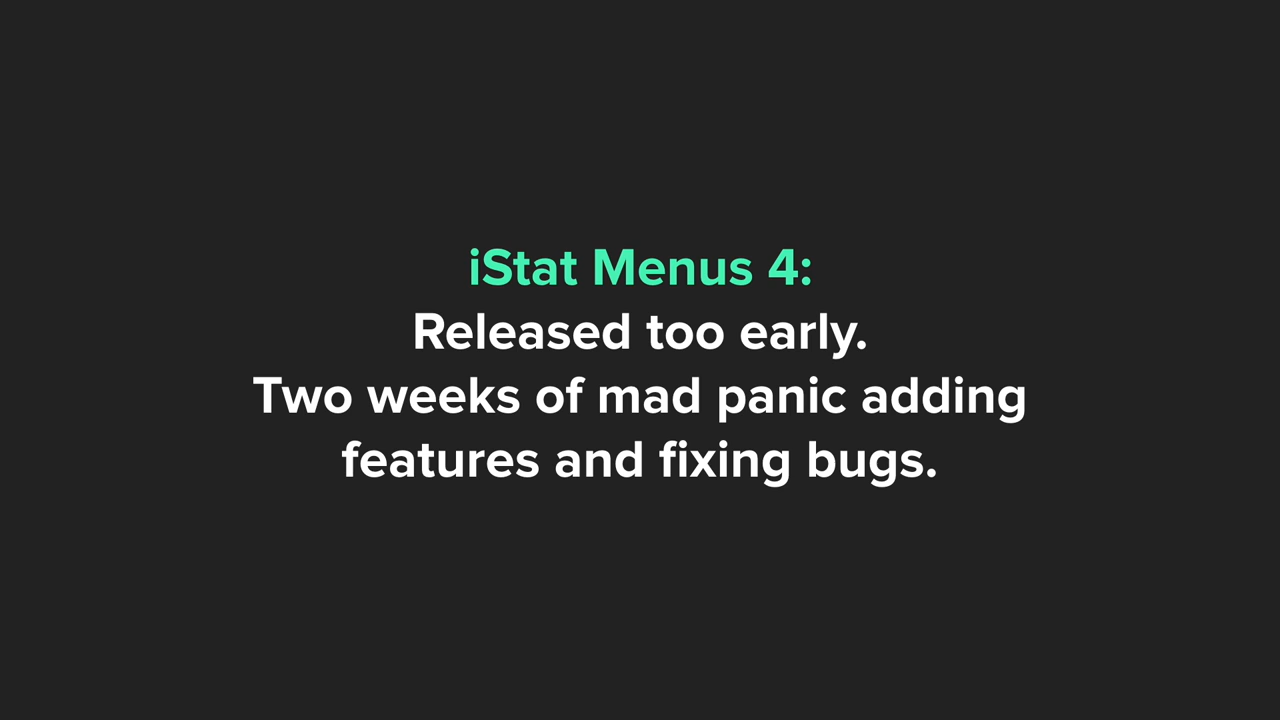 iStat Menus 4:
Released too early.
Two weeks of mad panic adding
features and fixing bugs.